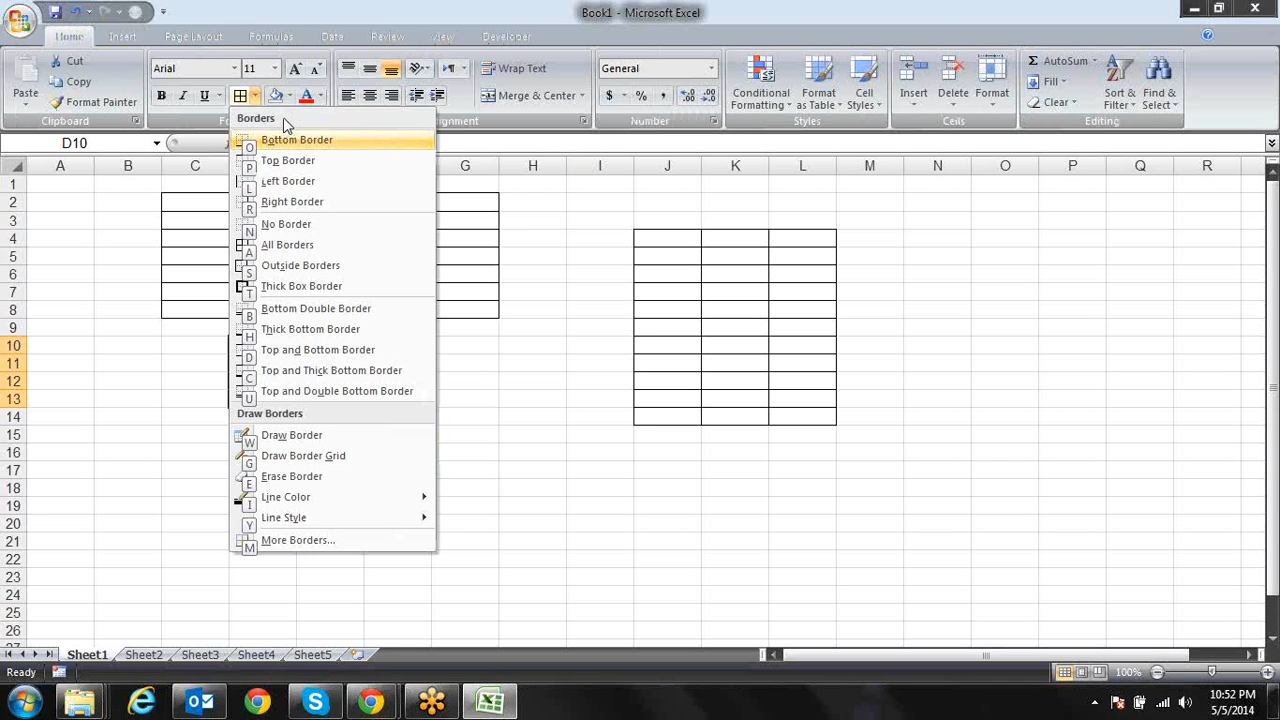 Book1 - Microsoft Excel
Home Insert Page Layout Formulas Data Review View Developer
Cut
Copy
Format Painter
Paste
Clipboard
Arial 11
B I U
Wrap Text
Merge & Center
General
$ % ,
Number
Conditional Formatting
Format as Table
Cell Styles
Styles
Insert Delete Format
Cells
AutoSum
Fill
Clear
Sort & Filter
Find & Select
Editing
D10
A B C G H I J K L M N O P Q R
Borders
Bottom Border O
Top Border P
Left Border L
Right Border R
No Border N
All Borders A
Outside Borders S
Thick Box Border T
Bottom Double Border B
Thick Bottom Border H
Top and Bottom Border D
Top and Thick Bottom Border C
Top and Double Bottom Border U
Draw Borders
Draw Border W
Draw Border Grid G
Erase Border E
Line Color I
Line Style Y
More Borders... M
1
2
3
4
5
6
7
8
9
10
11
12
13
14
15
16
17
18
19
20
21
22
23
24
25
26
Sheet1 Sheet2 Sheet3 Sheet4 Sheet5
Ready
100%
10:52 PM
5/5/2014